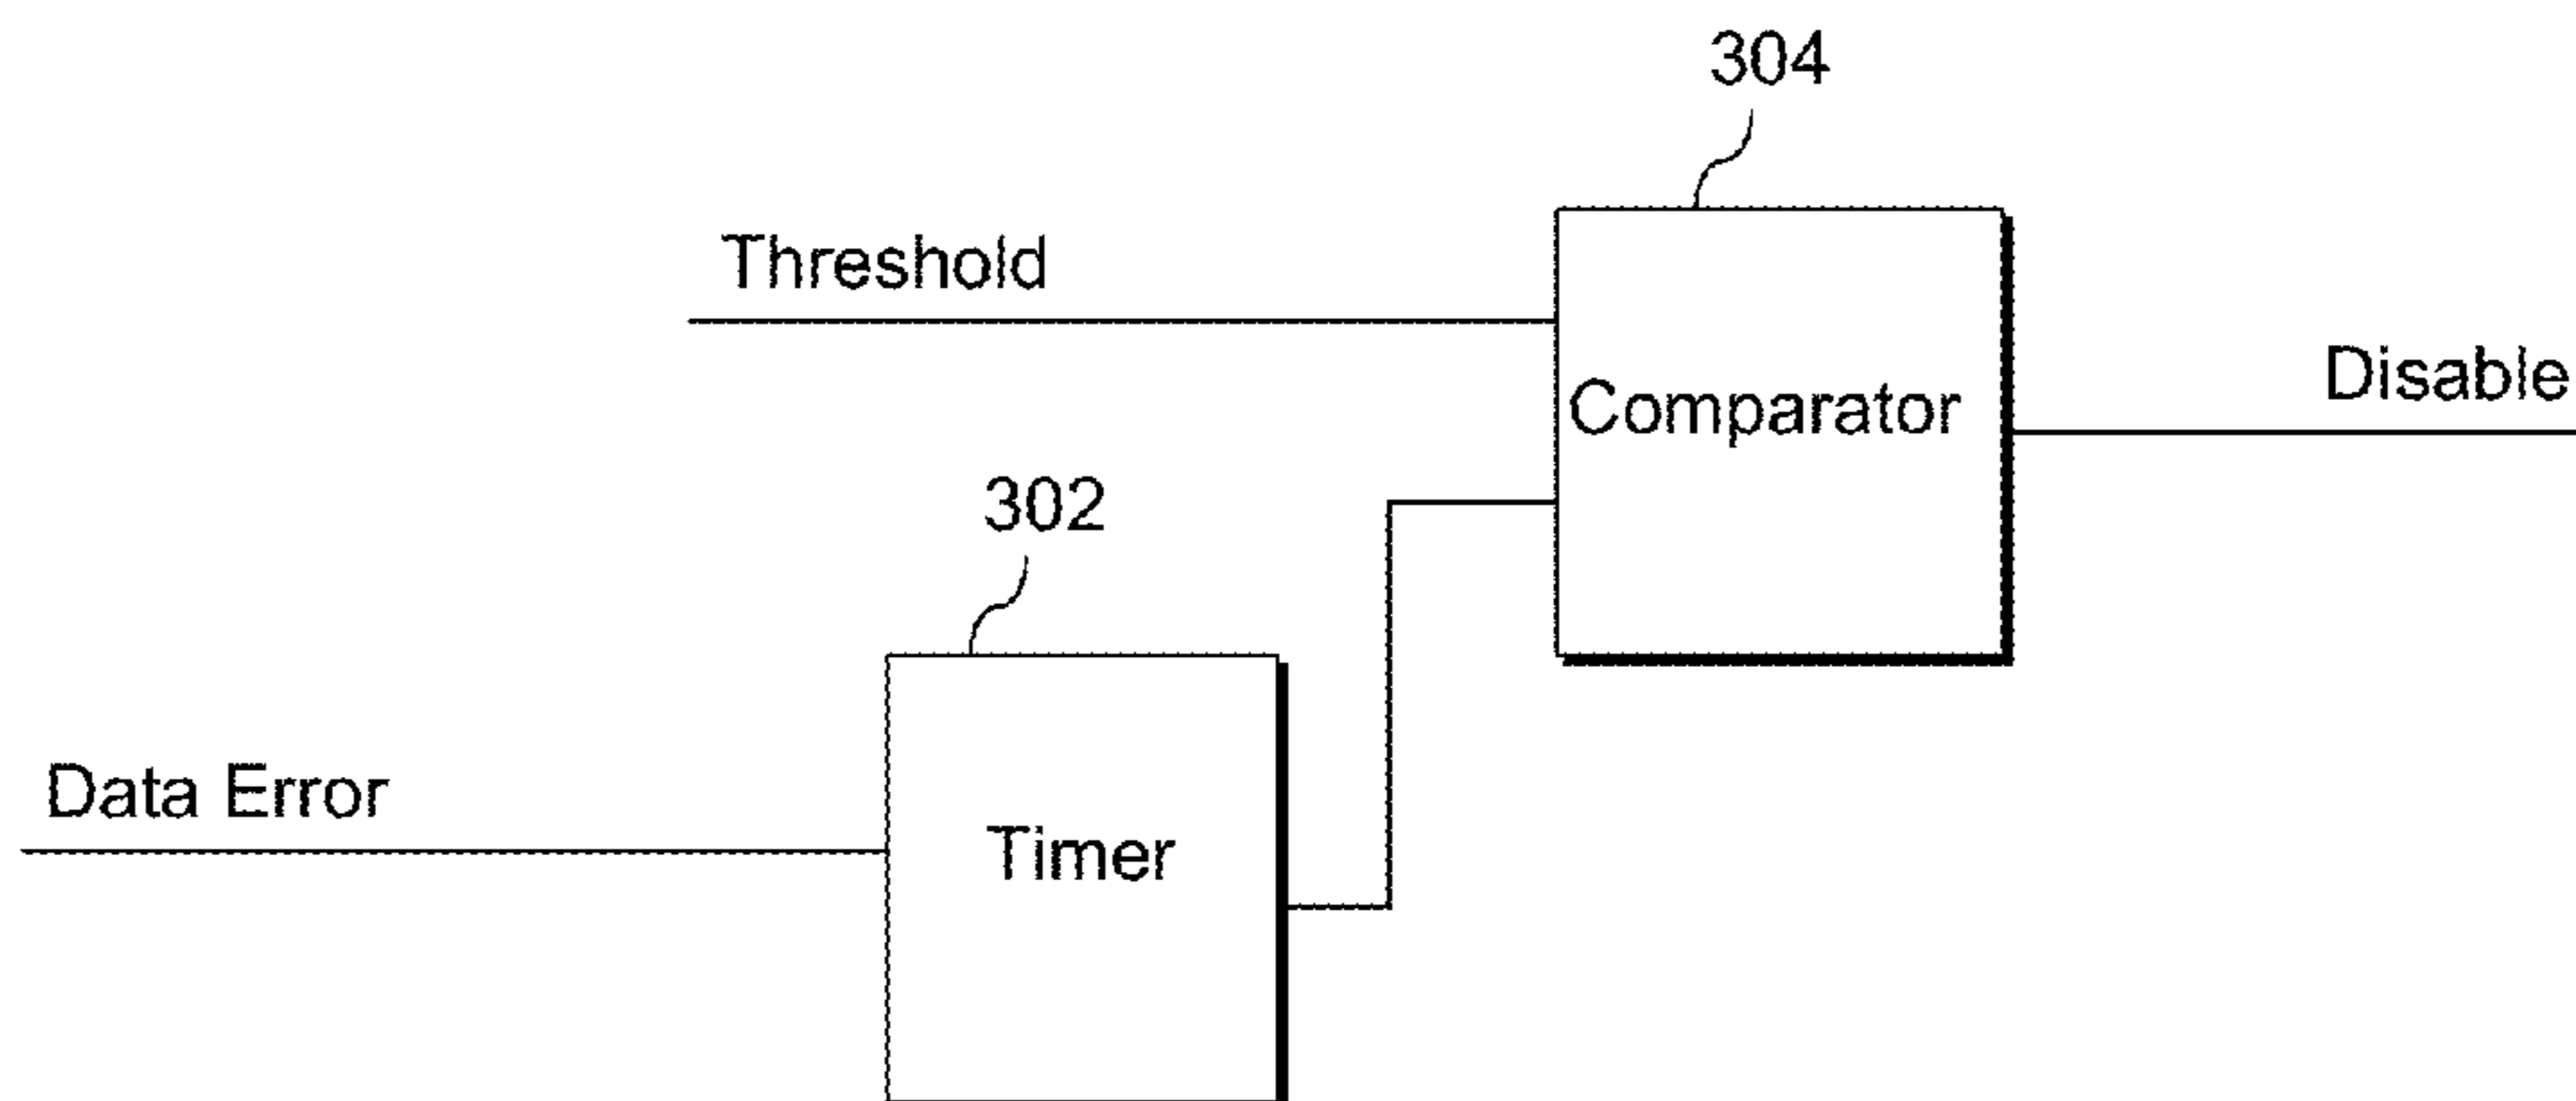 304
Threshold
Disable
Comparator
302
Data Error
Timer